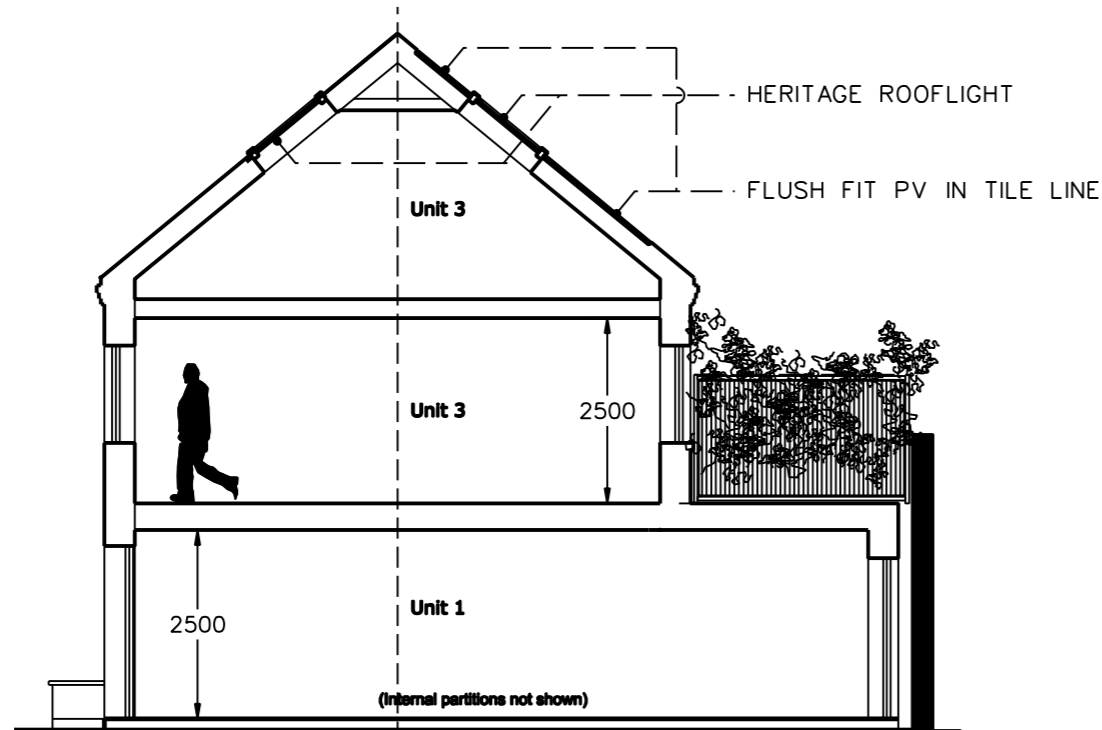 HERITAGE ROOFLIGHT
FLUSH FIT PV IN TILE LINE
Unit 3
Unit 3
2500
Unit 1
2500
(Internal partitions not shown)